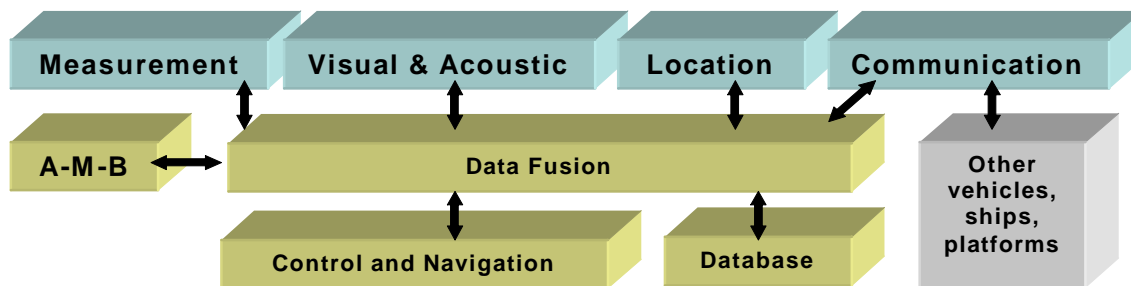 Measurement
Visual & Acoustic
Location
Communication
A-M-B
Data Fusion
Other
vehicles,
ships,
platforms
Control and Navigation
Database